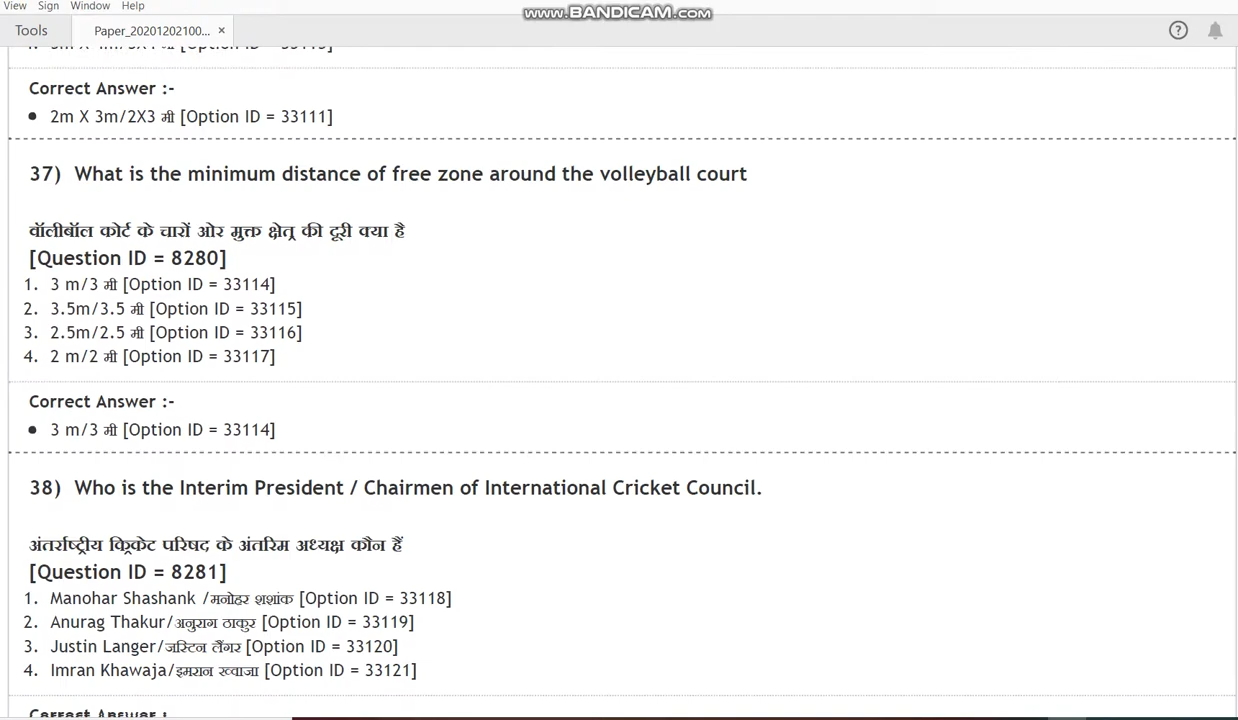 View Sign Window Help
www.BANDICAM.com
Tools Paper_20201202100... ×
Correct Answer :-
● 2m X 3m/2X3 मी [Option ID = 33111]
37) What is the minimum distance of free zone around the volleyball court
वॉलीबॉल कोर्ट के चारों ओर मुक्त क्षेत्र की दूरी क्या है
[Question ID = 8280]
1. 3 m/3 मी [Option ID = 33114]
2. 3.5m/3.5 मी [Option ID = 33115]
3. 2.5m/2.5 मी [Option ID = 33116]
4. 2 m/2 मी [Option ID = 33117]
Correct Answer :-
● 3 m/3 मी [Option ID = 33114]
38) Who is the Interim President / Chairmen of International Cricket Council.
अंतर्राष्ट्रीय क्रिकेट परिषद के अंतरिम अध्यक्ष कौन हैं
[Question ID = 8281]
1. Manohar Shashank /मनोहर शशांक [Option ID = 33118]
2. Anurag Thakur/अनुराग ठाकुर [Option ID = 33119]
3. Justin Langer/जस्टिन लैंगर [Option ID = 33120]
4. Imran Khawaja/इमरान ख्वाजा [Option ID = 33121]
Correct Answer :